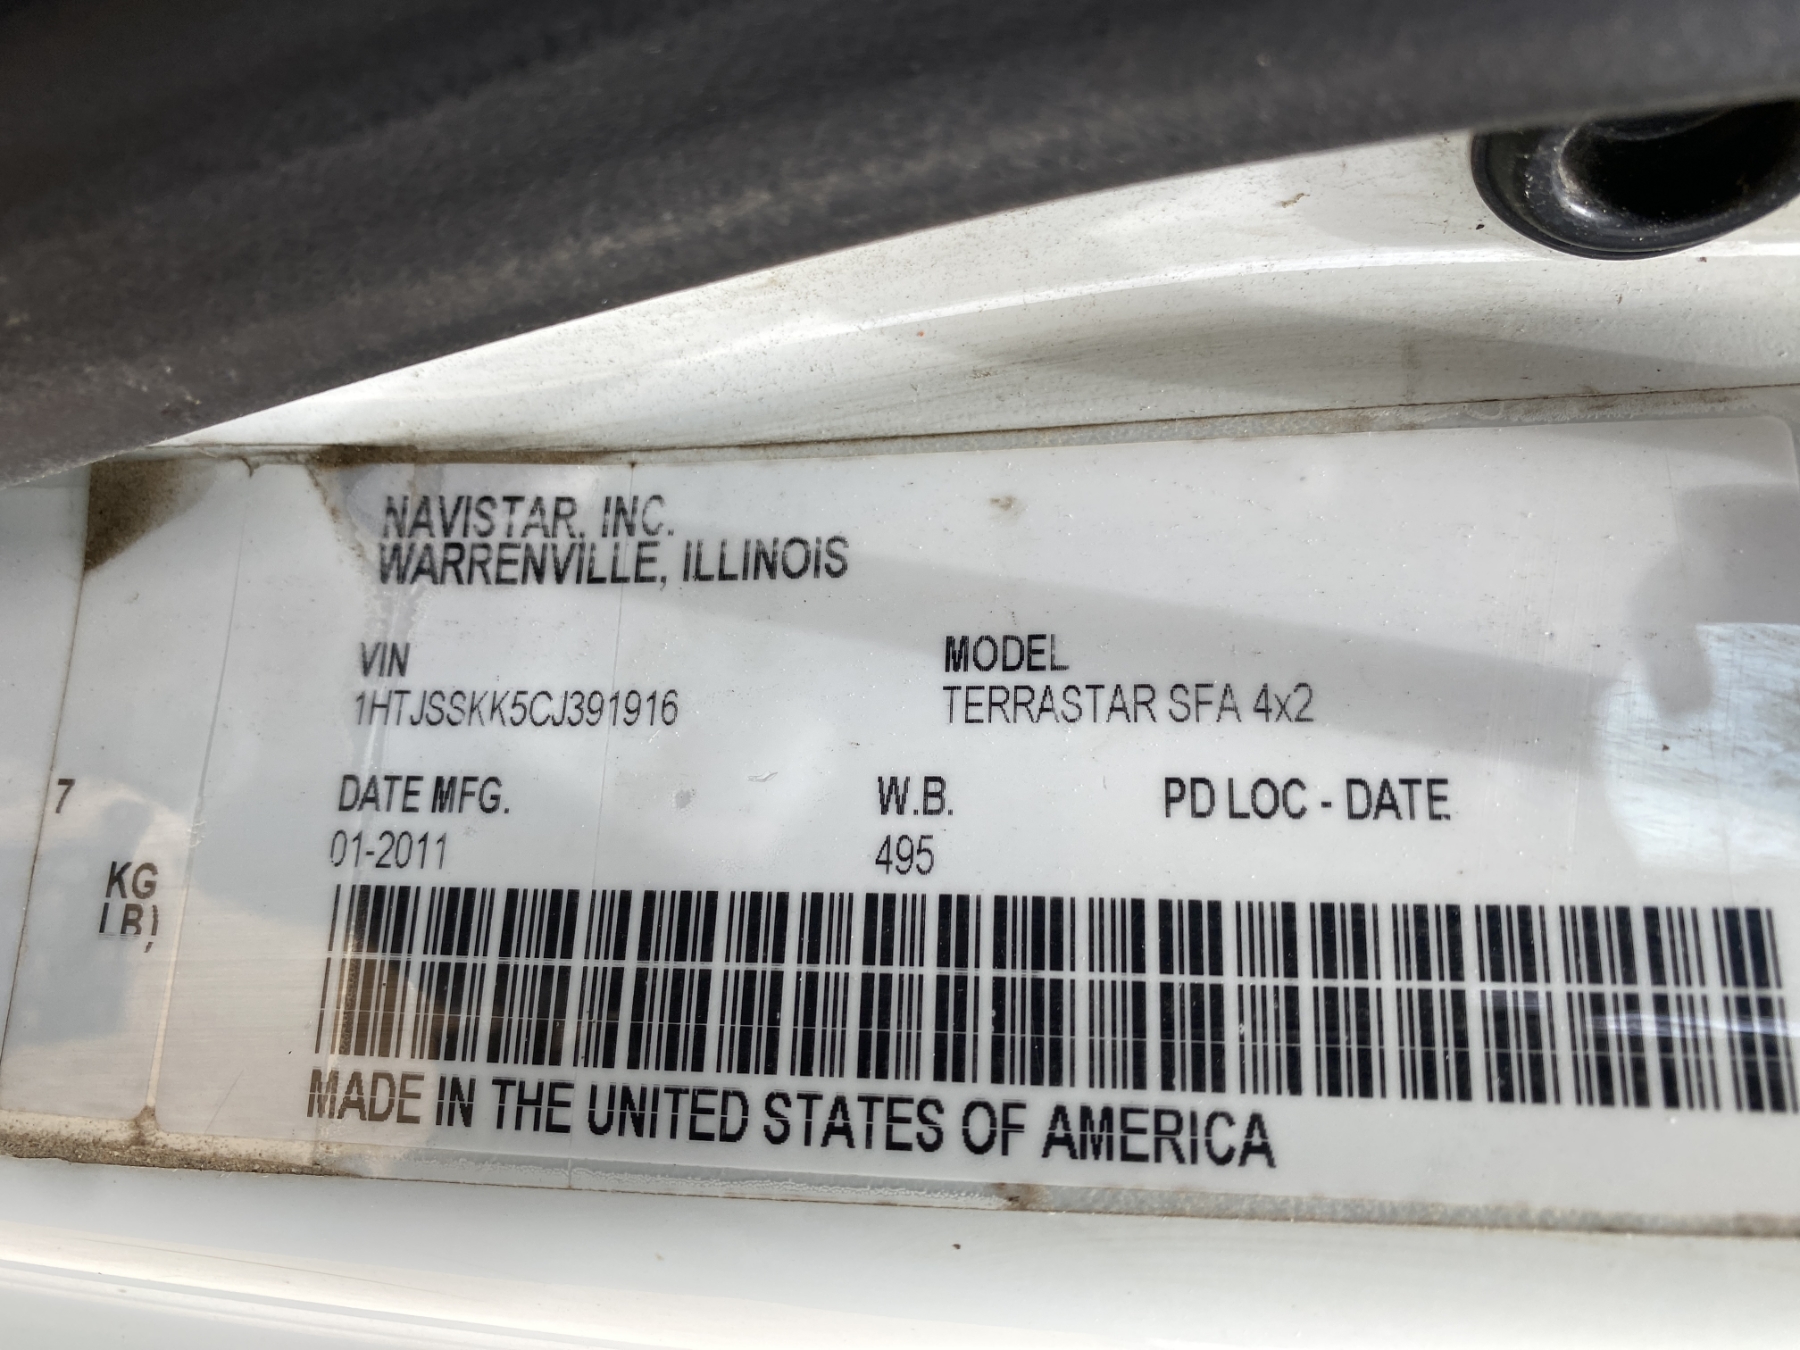 NAVISTAR, INC.
WARRENVILLE, ILLINOIS
VIN
1HTJSSKK5CJ391916
MODEL
TERRASTAR SFA 4x2
DATE MFG.
01-2011
W.B.
495
PD LOC - DATE
MADE IN THE UNITED STATES OF AMERICA
7
KG
LB)